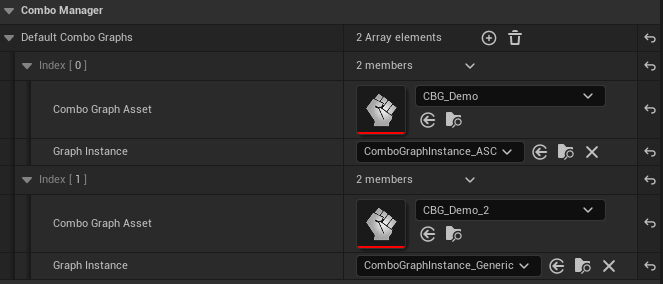 Combo Manager
Default Combo Graphs 2 Array elements
Index [ 0 ] 2 members
Combo Graph Asset CBG_Demo
Graph Instance ComboGraphInstance_ASC
Index [ 1 ] 2 members
Combo Graph Asset CBG_Demo_2
Graph Instance ComboGraphInstance_Generic